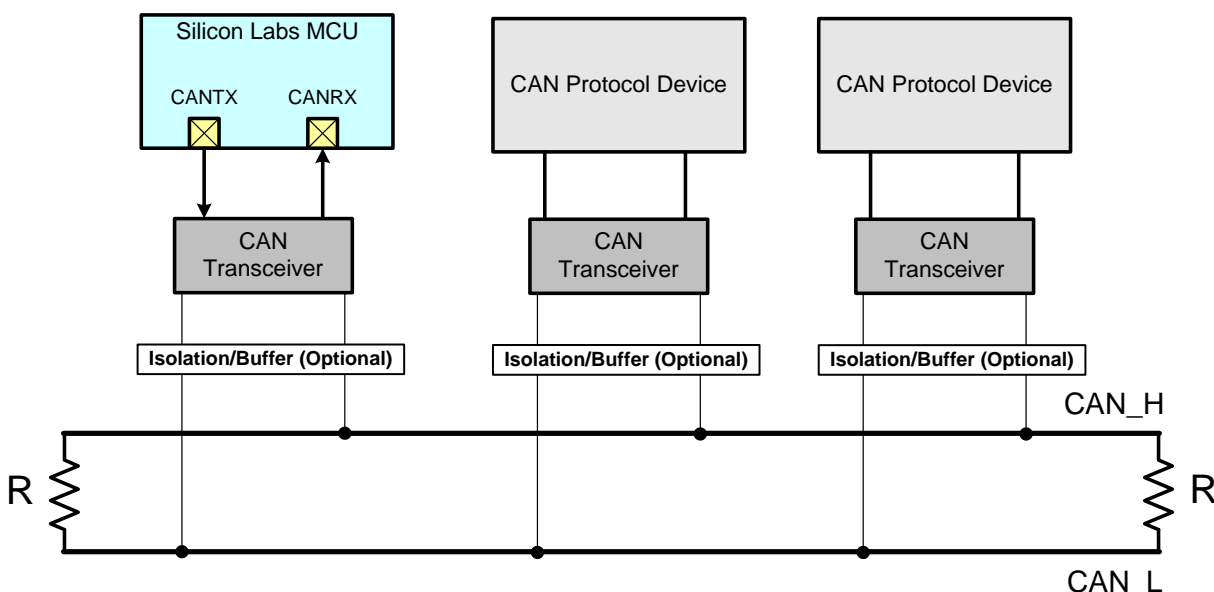 Silicon Labs MCU
CANTX
CANRX
CAN Protocol Device
CAN Protocol Device
CAN
Transceiver
CAN
Transceiver
CAN
Transceiver
Isolation/Buffer (Optional)
Isolation/Buffer (Optional)
Isolation/Buffer (Optional)
CAN_H
R
R
CAN_L